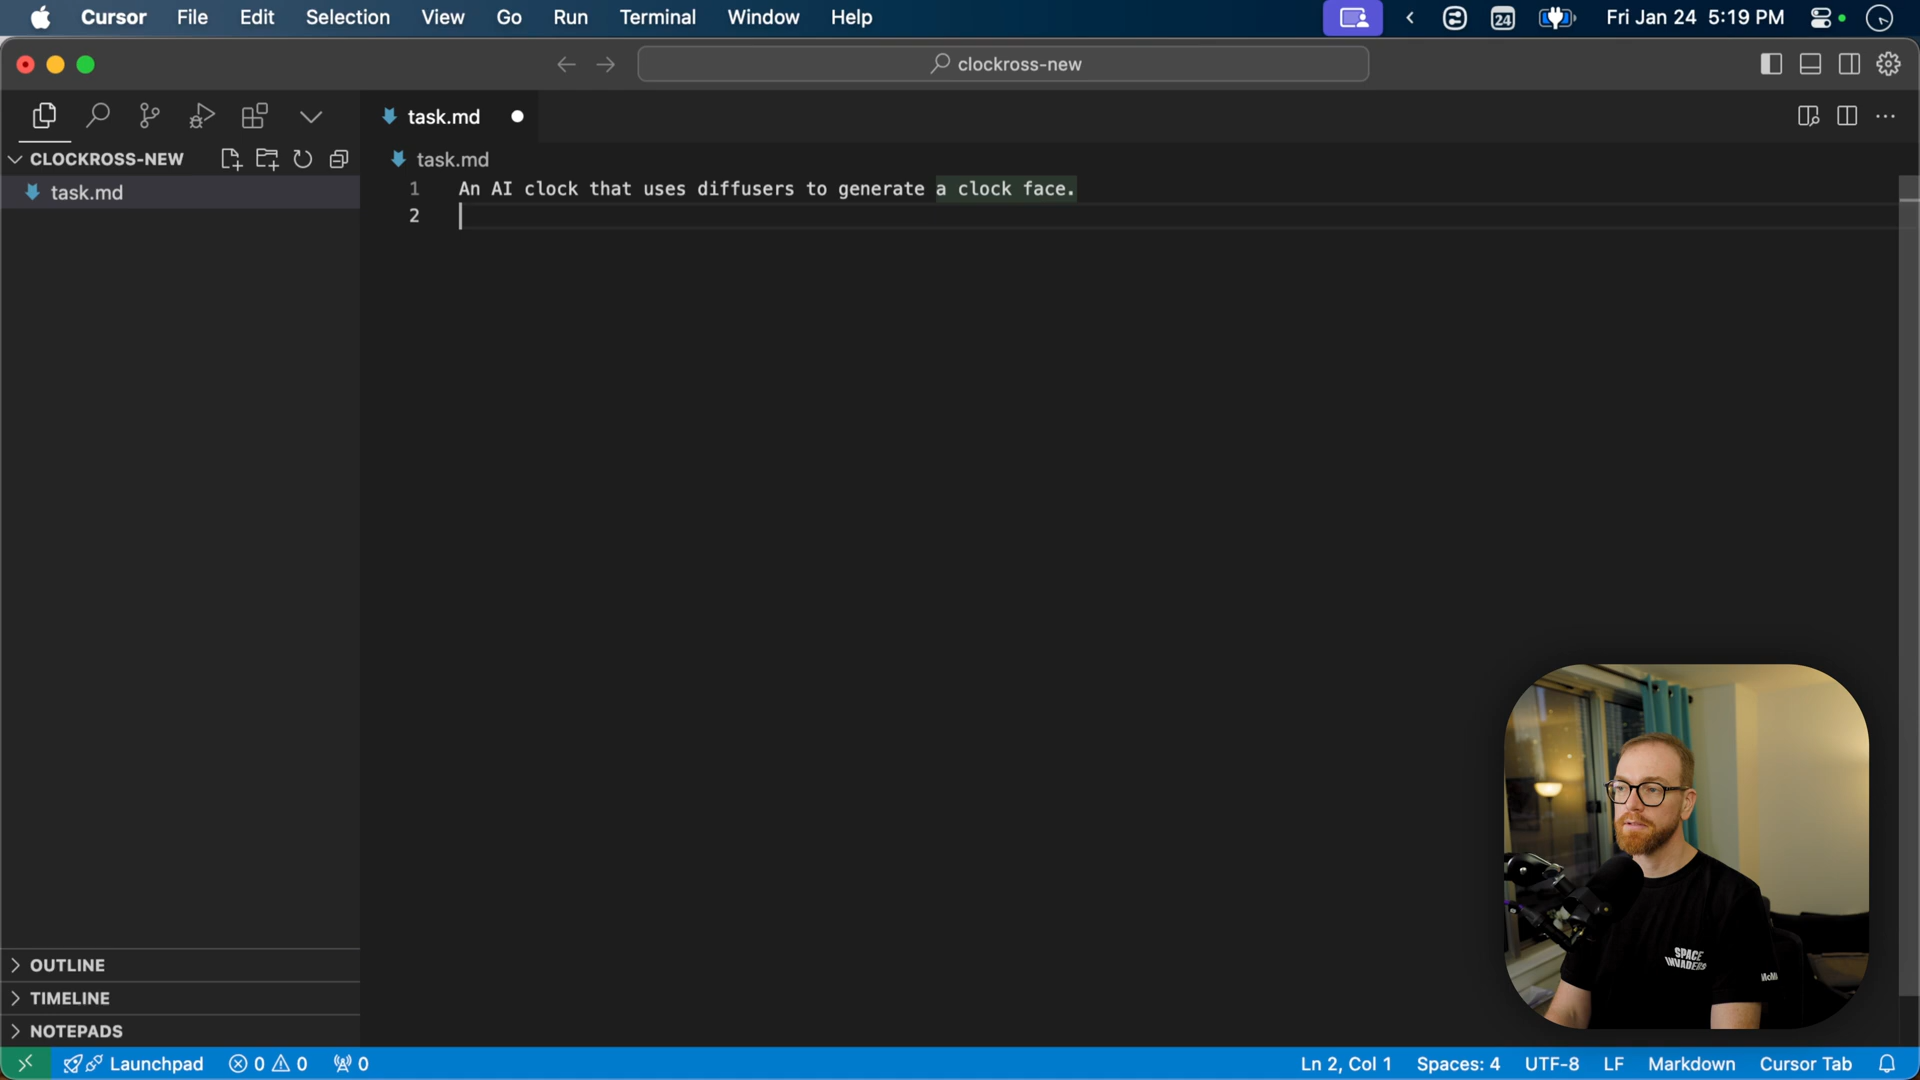 Cursor File Edit Selection View Go Run Terminal Window Help 24 Fri Jan 24 5:19 PM
clockross-new
task.md
CLOCKROSS-NEW
task.md
task.md
1 An AI clock that uses diffusers to generate a clock face.
2
SPACE
INVADERS
OUTLINE
TIMELINE
NOTEPADS
Launchpad 0 0 0 Ln 2, Col 1 Spaces: 4 UTF-8 LF Markdown Cursor Tab